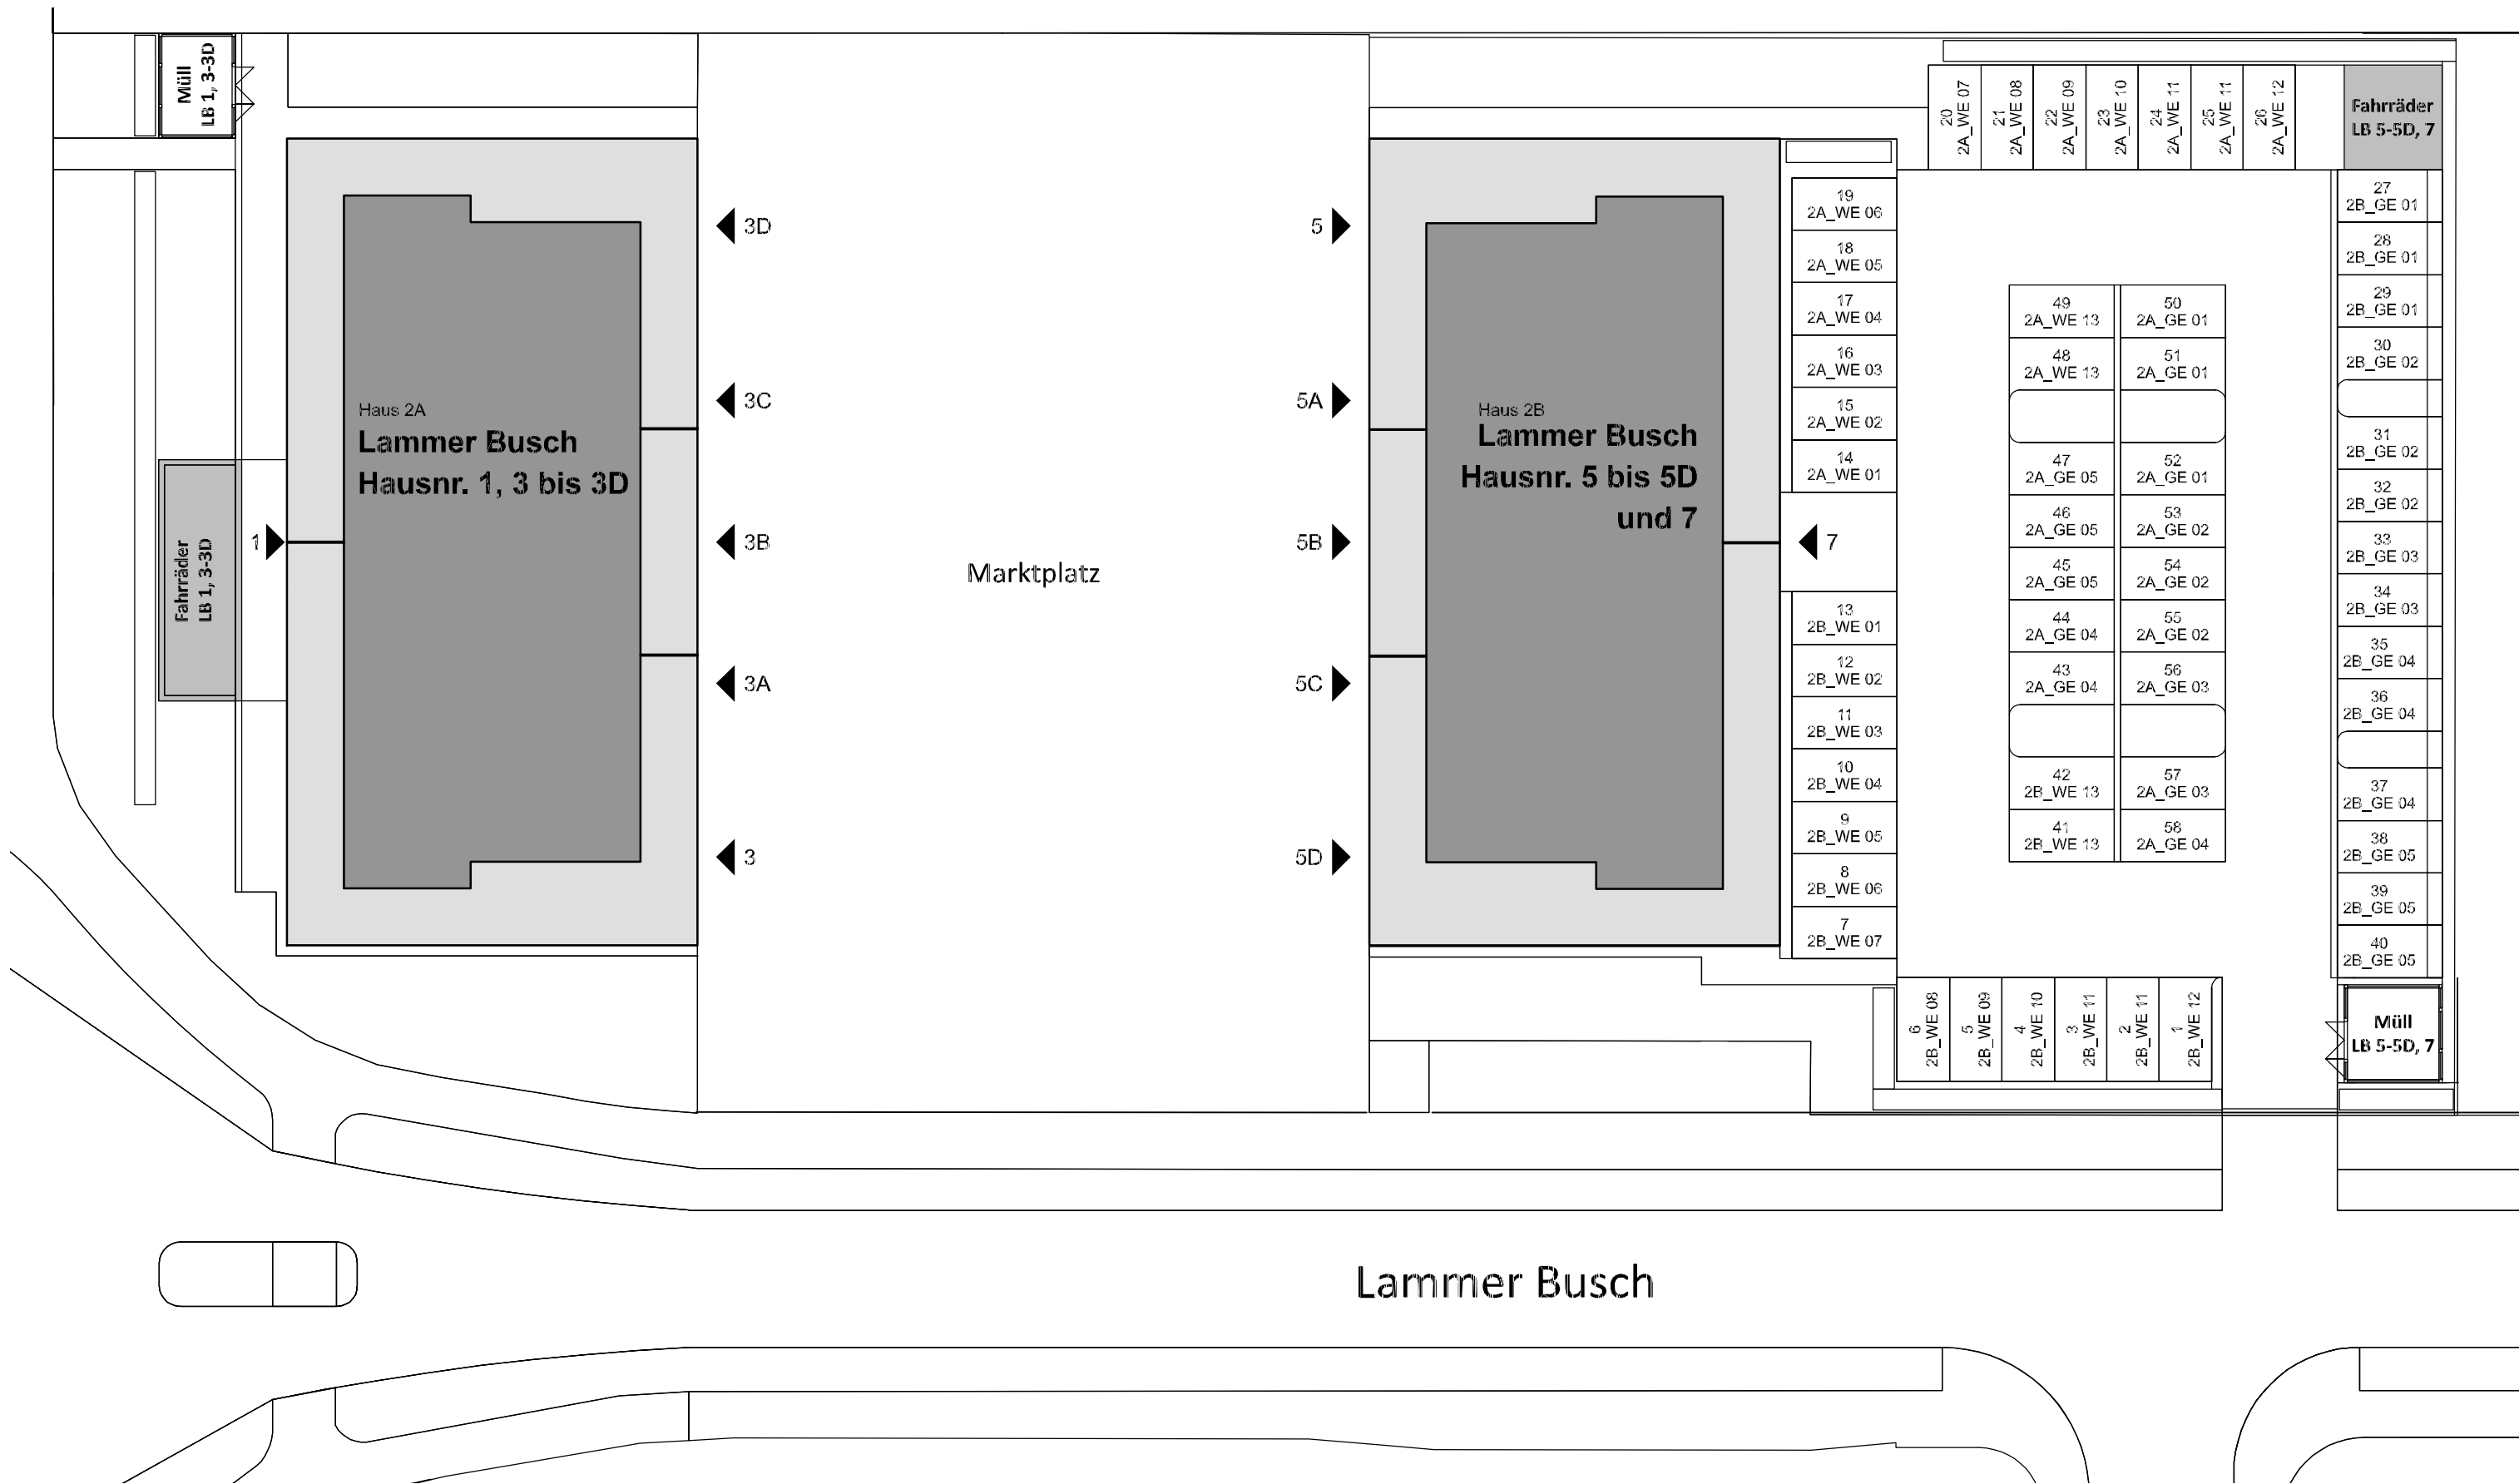 Müll
LB 1, 3-3D
Fahrräder
LB 1, 3-3D
1
Haus 2A
Lammer Busch
Hausnr. 1, 3 bis 3D
3D
3C
3B
3A
3
Marktplatz
5
5A
5B
5C
5D
Haus 2B
Lammer Busch
Hausnr. 5 bis 5D
und 7
7
20
2A_WE 07
21
2A_WE 08
22
2A_WE 09
23
2A_WE 10
24
2A_WE 11
25
2A_WE 11
26
2A_WE 12
Fahrräder
LB 5-5D, 7
19
2A_WE 06
18
2A_WE 05
17
2A_WE 04
16
2A_WE 03
15
2A_WE 02
14
2A_WE 01
13
2B_WE 01
12
2B_WE 02
11
2B_WE 03
10
2B_WE 04
9
2B_WE 05
8
2B_WE 06
7
2B_WE 07
49
2A_WE 13
48
2A_WE 13
47
2A_GE 05
46
2A_GE 05
45
2A_GE 05
44
2A_GE 04
43
2A_GE 04
42
2B_WE 13
41
2B_WE 13
50
2A_GE 01
51
2A_GE 01
52
2A_GE 01
53
2A_GE 02
54
2A_GE 02
55
2A_GE 02
56
2A_GE 03
57
2A_GE 03
58
2A_GE 04
27
2B_GE 01
28
2B_GE 01
29
2B_GE 01
30
2B_GE 02
31
2B_GE 02
32
2B_GE 02
33
2B_GE 03
34
2B_GE 03
35
2B_GE 04
36
2B_GE 04
37
2B_GE 04
38
2B_GE 05
39
2B_GE 05
40
2B_GE 05
6
2B_WE 08
5
2B_WE 09
4
2B_WE 10
3
2B_WE 11
2
2B_WE 11
1
2B_WE 12
Müll
LB 5-5D, 7
Lammer Busch